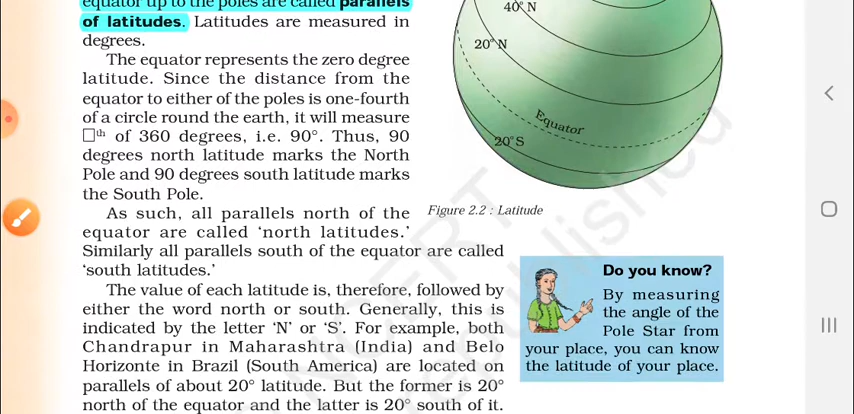 equator up to the poles are called parallels
of latitudes. Latitudes are measured in
degrees.
The equator represents the zero degree
latitude. Since the distance from the
equator to either of the poles is one-fourth
of a circle round the earth, it will measure
□th of 360 degrees, i.e. 90°. Thus, 90
degrees north latitude marks the North
Pole and 90 degrees south latitude marks
the South Pole.
As such, all parallels north of the
equator are called ‘north latitudes.’
Similarly all parallels south of the equator are called
‘south latitudes.’
The value of each latitude is, therefore, followed by
either the word north or south. Generally, this is
indicated by the letter ‘N’ or ‘S’. For example, both
Chandrapur in Maharashtra (India) and Belo
Horizonte in Brazil (South America) are located on
parallels of about 20° latitude. But the former is 20°
north of the equator and the latter is 20° south of it.
40° N
20° N
Equator
20° S
Figure 2.2 : Latitude
Do you know?
By measuring
the angle of the
Pole Star from
your place, you can know
the latitude of your place.
NCERT
republished